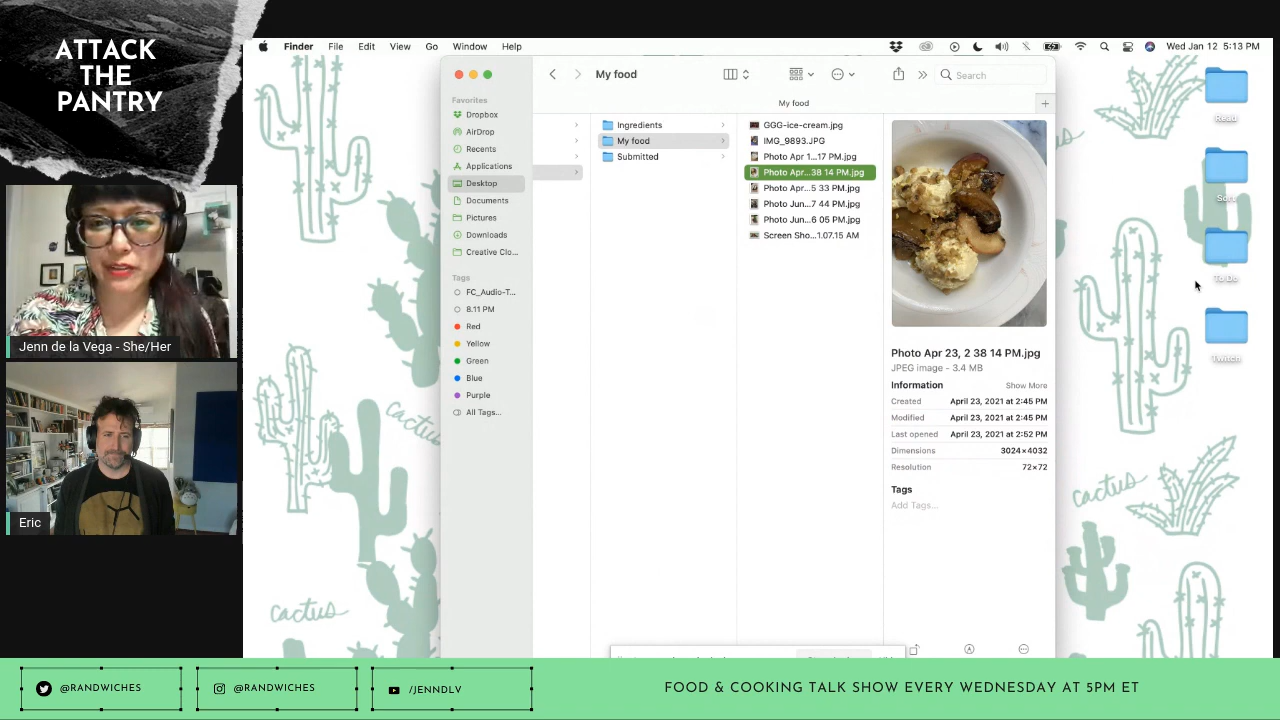 ATTACK
THE
PANTRY
Jenn de la Vega - She/Her
Eric
Finder File Edit View Go Window Help
Wed Jan 12 5:13 PM
My food
Search
My food
Favorites
Dropbox
AirDrop
Recents
Applications
Desktop
Documents
Pictures
Downloads
Creative Clo...
Tags
FC_Audio-T...
8.11 PM
Red
Yellow
Green
Blue
Purple
All Tags...
Ingredients
My food
Submitted
GGG-ice-cream.jpg
IMG_9893.JPG
Photo Apr 1...17 PM.jpg
Photo Apr...38 14 PM.jpg
Photo Apr...5 33 PM.jpg
Photo Jun...7 44 PM.jpg
Photo Jun...6 05 PM.jpg
Screen Sho...1.07.15 AM
Photo Apr 23, 2 38 14 PM.jpg
JPEG image - 3.4 MB
Information Show More
Created April 23, 2021 at 2:45 PM
Modified April 23, 2021 at 2:45 PM
Last opened April 23, 2021 at 2:52 PM
Dimensions 3024×4032
Resolution 72×72
Tags
Add Tags...
Read
Sort
To Do
Twitch
cactus
cactus
cactus
@RANDWICHES
@RANDWICHES
/JENNDLV
FOOD & COOKING TALK SHOW EVERY WEDNESDAY AT 5PM ET